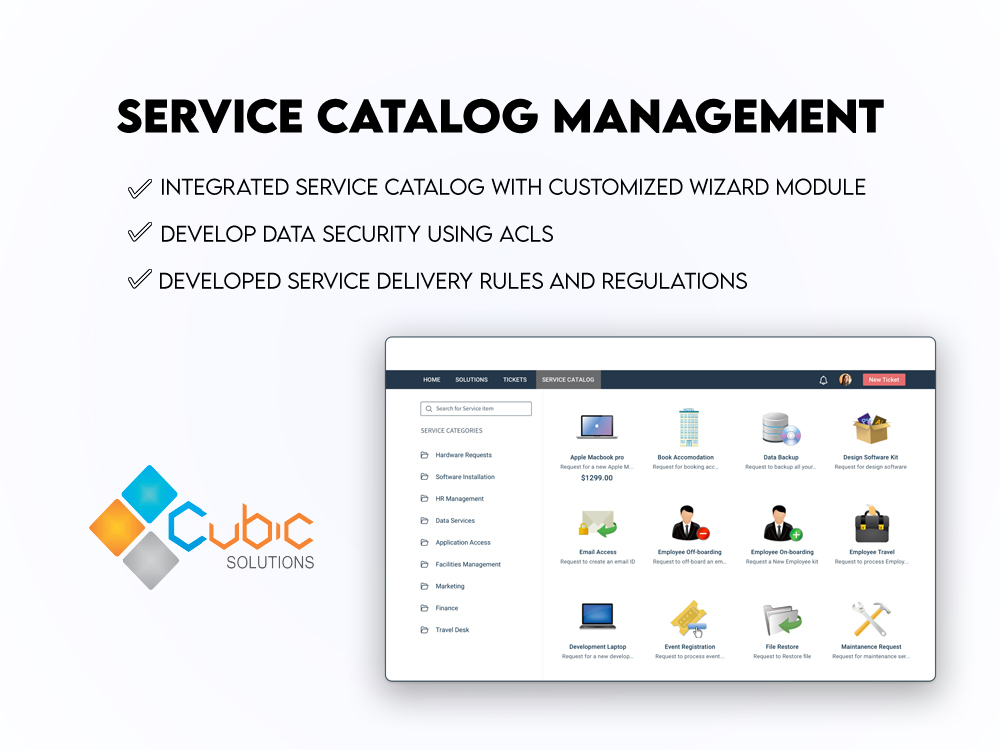 SERVICE CATALOG MANAGEMENT
INTEGRATED SERVICE CATALOG WITH CUSTOMIZED WIZARD MODULE
DEVELOP DATA SECURITY USING ACLS
DEVELOPED SERVICE DELIVERY RULES AND REGULATIONS
Cubic
SOLUTIONS
HOME SOLUTIONS TICKETS SERVICE CATALOG New Ticket
Search for Service item
SERVICE CATEGORIES
Hardware Requests
Software Installation
HR Management
Data Services
Application Access
Facilities Management
Marketing
Finance
Travel Desk
Apple Macbook pro
Request for a new Apple M...
$1299.00
Book Accomodation
Request for booking acc...
Data Backup
Request to backup all your...
Design Software Kit
Request for design software
Email Access
Request to create an email ID
Employee Off-boarding
Request to off-board an em...
Employee On-boarding
Request a New Employee kit
Employee Travel
Request to process Employ...
Development Laptop
Request for a new develop...
Event Registration
Request to process event...
File Restore
Request to Restore file
Maintanence Request
Request for maintenance ser...